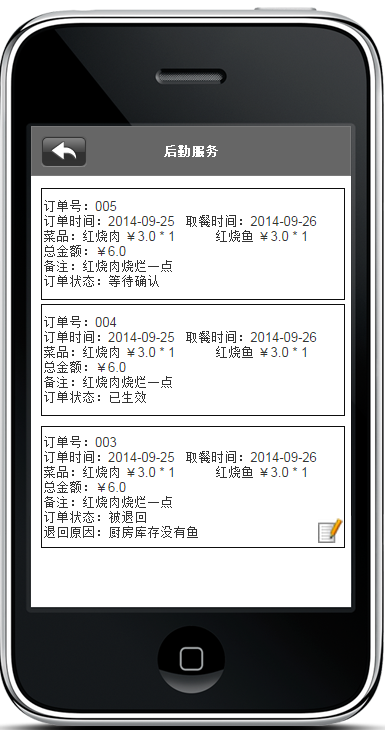 后勤服务
订单号：005
订单时间：2014-09-25 取餐时间：2014-09-26
菜品：红烧肉 ￥3.0 * 1 红烧鱼 ￥3.0 * 1
总金额：￥6.0
备注：红烧肉烧烂一点
订单状态：等待确认
订单号：004
订单时间：2014-09-25 取餐时间：2014-09-26
菜品：红烧肉 ￥3.0 * 1 红烧鱼 ￥3.0 * 1
总金额：￥6.0
备注：红烧肉烧烂一点
订单状态：已生效
订单号：003
订单时间：2014-09-25 取餐时间：2014-09-26
菜品：红烧肉 ￥3.0 * 1 红烧鱼 ￥3.0 * 1
总金额：￥6.0
备注：红烧肉烧烂一点
订单状态：被退回
退回原因：厨房库存没有鱼